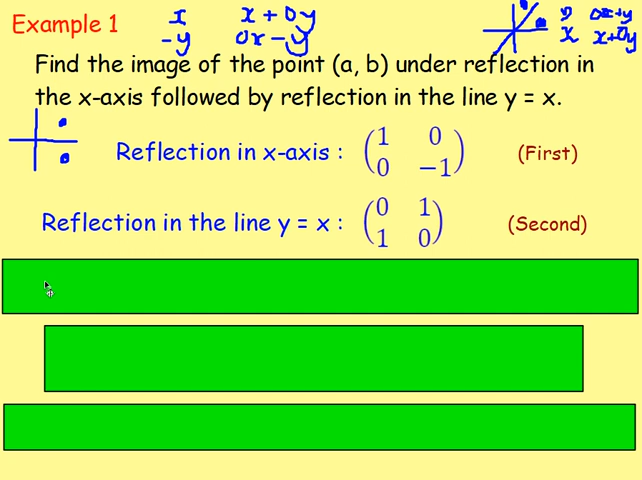 Example 1
x x + 0y
-y 0x - y
y 0x+y
x x+0y
Find the image of the point (a, b) under reflection in
the x-axis followed by reflection in the line y = x.
Reflection in x-axis : (1 0
0 −1) (First)
Reflection in the line y = x : (0 1
1 0) (Second)